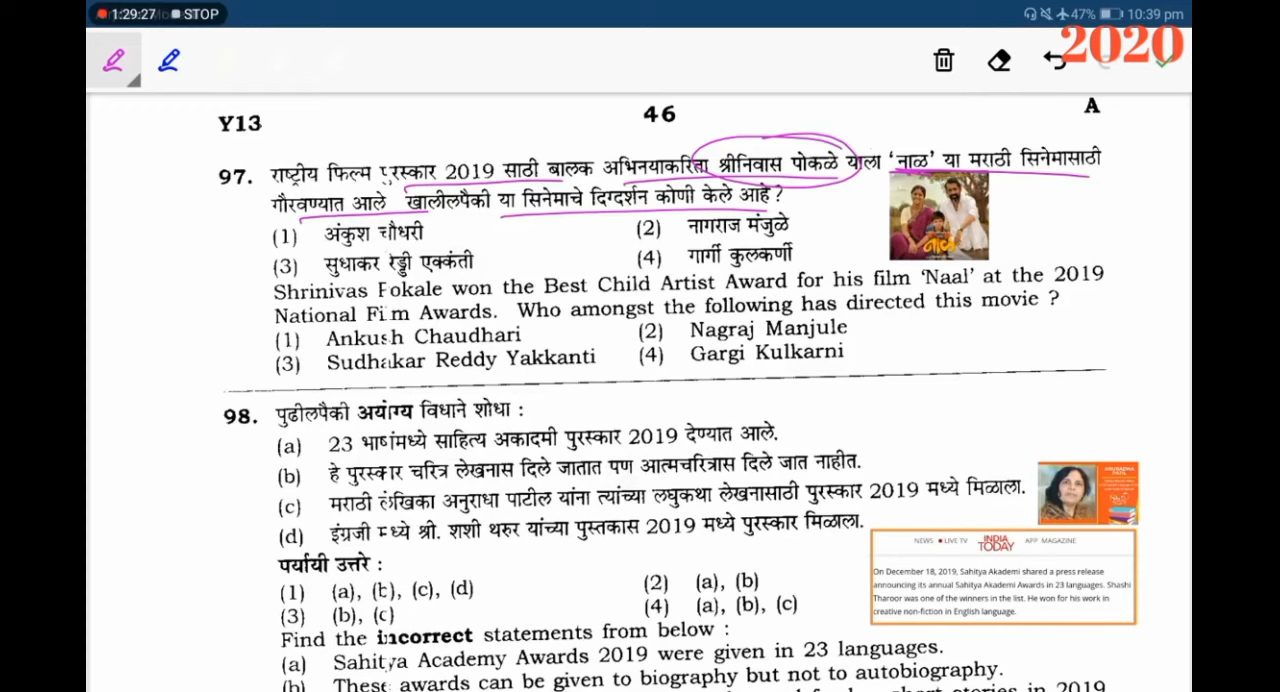 1:29:27 STOP
47% 10:39 pm
2020
Y13
46
A
97. राष्ट्रीय फिल्म पुरस्कार 2019 साठी बालक अभिनयाकरिता श्रीनिवास पोकळे याला ‘नाळ’ या मराठी सिनेमासाठी
गौरवण्यात आले खालीलपैकी या सिनेमाचे दिग्दर्शन कोणी केले आहे ?
(1) अंकुश चौधरी (2) नागराज मंजुळे
(3) सुधाकर रेड्डी एक्कंती (4) गार्गी कुलकर्णी
नाळ
Shrinivas Pokale won the Best Child Artist Award for his film ‘Naal’ at the 2019
National Film Awards. Who amongst the following has directed this movie ?
(1) Ankush Chaudhari (2) Nagraj Manjule
(3) Sudhakar Reddy Yakkanti (4) Gargi Kulkarni
98. पुढीलपैकी अयोग्य विधाने शोधा :
(a) 23 भाषांमध्ये साहित्य अकादमी पुरस्कार 2019 देण्यात आले.
(b) हे पुरस्कार चरित्र लेखनास दिले जातात पण आत्मचरित्रास दिले जात नाहीत.
(c) मराठी लेखिका अनुराधा पाटील यांना त्यांच्या लघुकथा लेखनासाठी पुरस्कार 2019 मध्ये मिळाला.
(d) इंग्रजी मध्ये श्री. शशी थरुर यांच्या पुस्तकास 2019 मध्ये पुरस्कार मिळाला.
पर्यायी उत्तरे :
(1) (a), (b), (c), (d) (2) (a), (b)
(3) (b), (c) (4) (a), (b), (c)
NEWS LIVE TV INDIA TODAY APP MAGAZINE
On December 18, 2019, Sahitya Akademi shared a press release
announcing its annual Sahitya Akademi Awards in 23 languages. Shashi
Tharoor was one of the winners in the list. He won for his work in
creative non-fiction in English language.
Find the incorrect statements from below :
(a) Sahitya Academy Awards 2019 were given in 23 languages.
(b) These awards can be given to biography but not to autobiography.